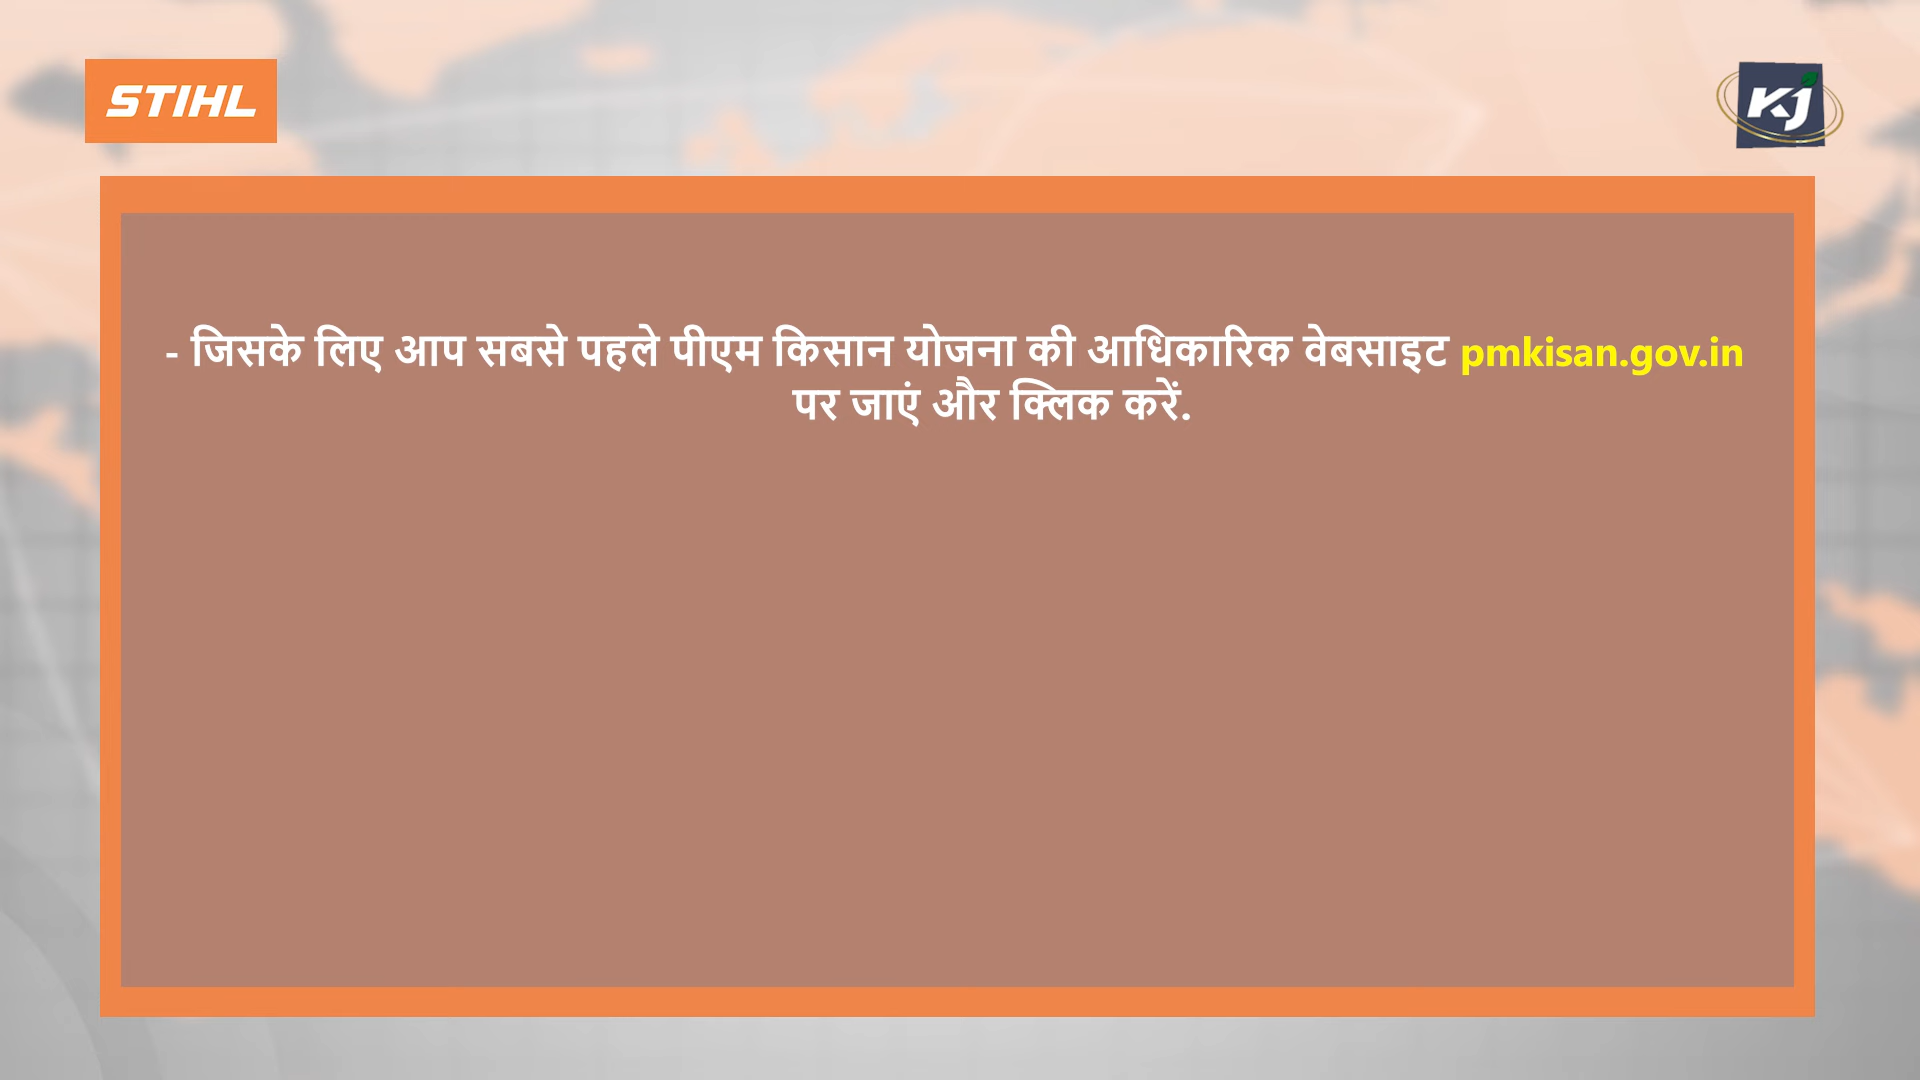 STIHL
KJ
- जिसके लिए आप सबसे पहले पीएम किसान योजना की आधिकारिक वेबसाइट pmkisan.gov.in
पर जाएं और क्लिक करें.